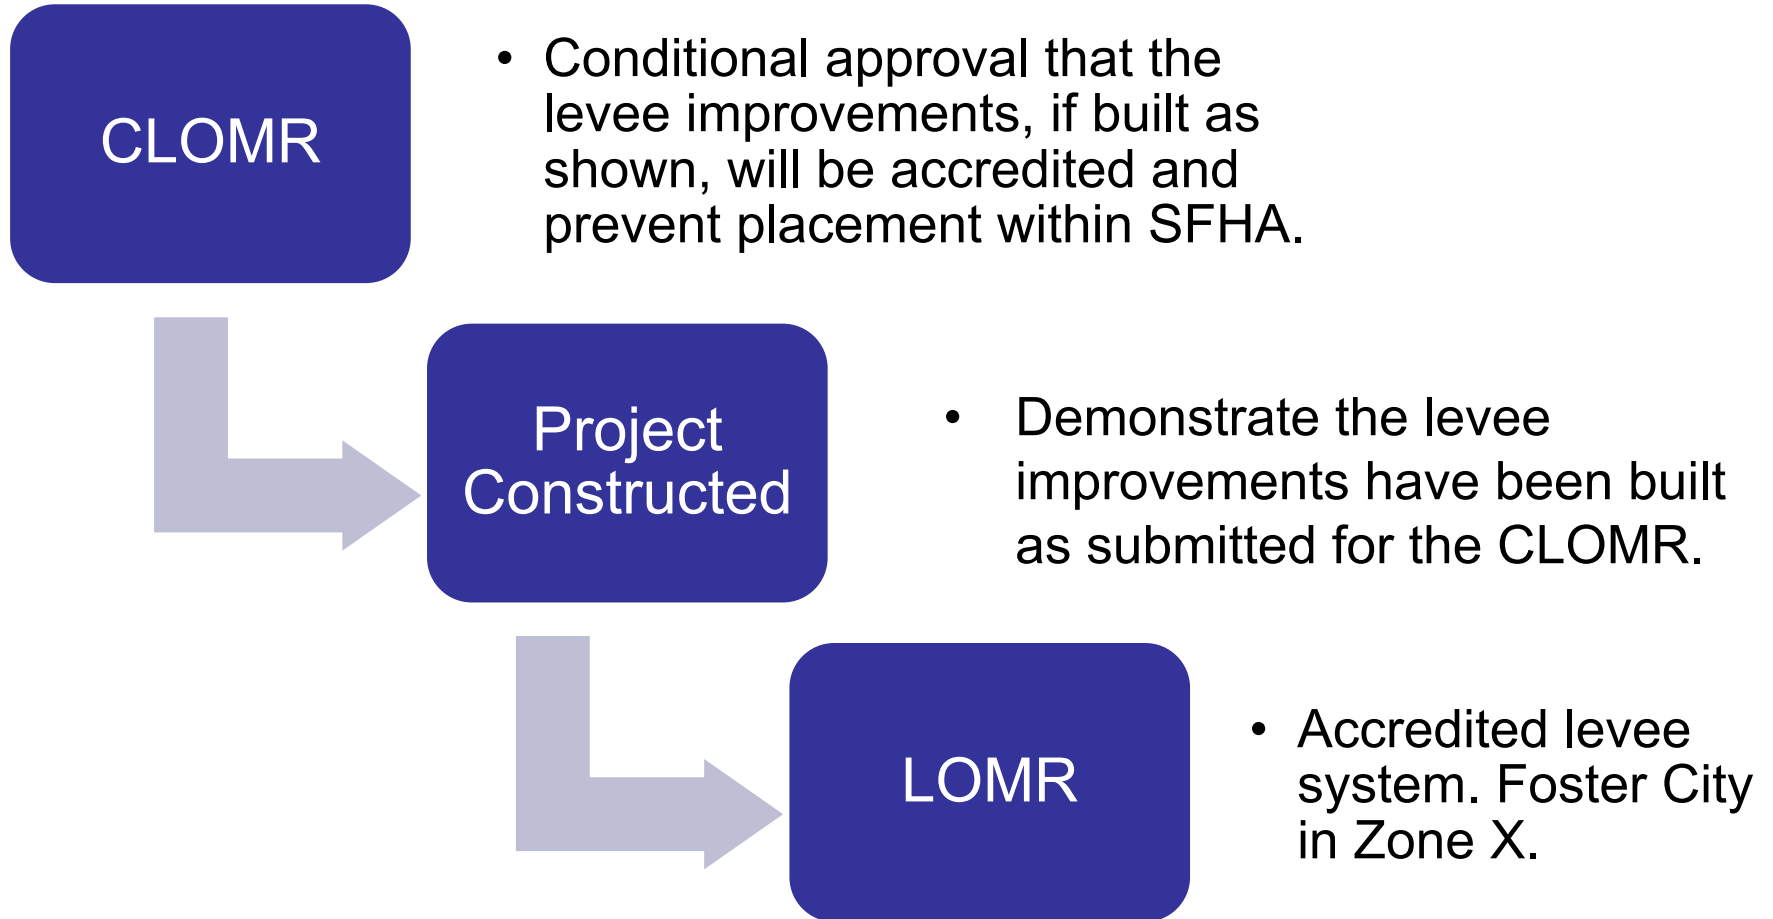 CLOMR
• Conditional approval that the
levee improvements, if built as
shown, will be accredited and
prevent placement within SFHA.
Project
Constructed
• Demonstrate the levee
improvements have been built
as submitted for the CLOMR.
LOMR
• Accredited levee
system. Foster City
in Zone X.